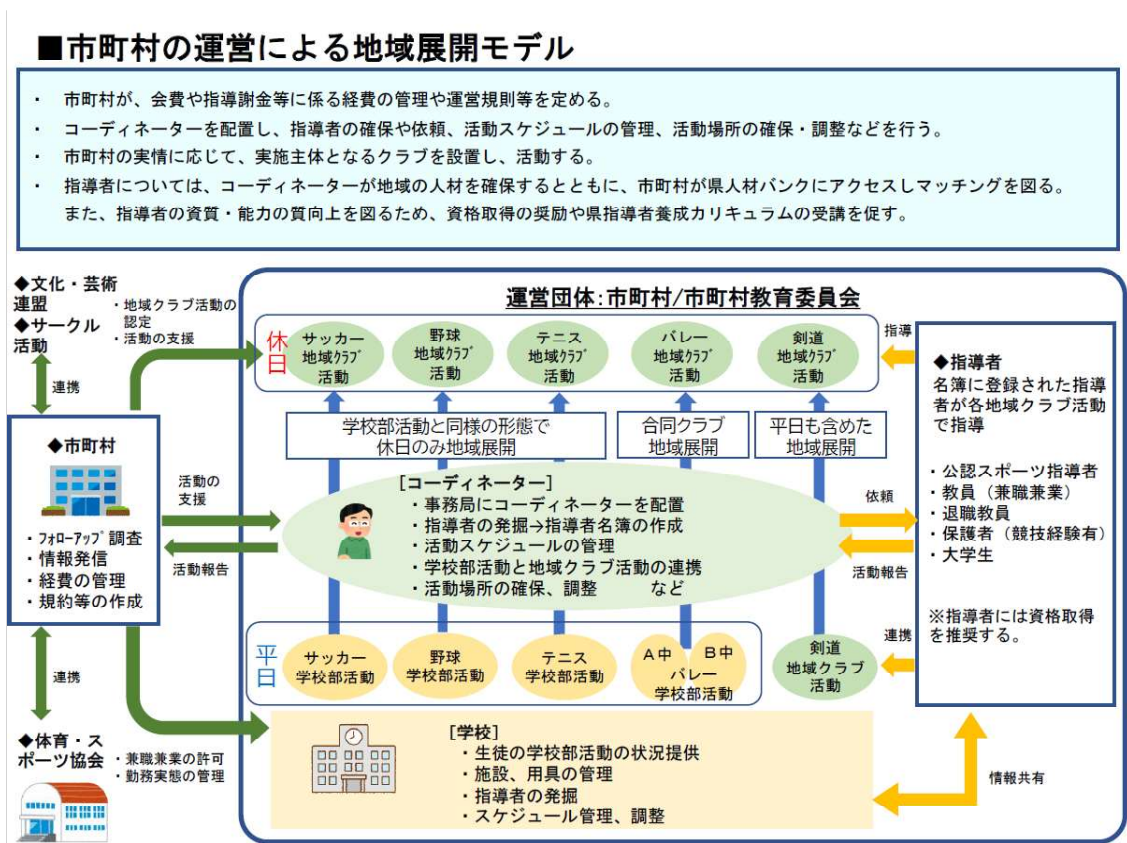 ■市町村の運営による地域展開モデル
・ 市町村が、会費や指導謝金等に係る経費の管理や運営規則等を定める。
・ コーディネーターを配置し、指導者の確保や依頼、活動スケジュールの管理、活動場所の確保・調整などを行う。
・ 市町村の実情に応じて、実施主体となるクラブを設置し、活動する。
・ 指導者については、コーディネーターが地域の人材を確保するとともに、市町村が県人材バンクにアクセスしマッチングを図る。
また、指導者の資質・能力の質向上を図るため、資格取得の奨励や県指導者養成カリキュラムの受講を促す。
◆文化・芸術
連盟
◆サークル
活動
・地域クラブ活動の
認定
・活動の支援
連携
◆市町村
・ﾌｫﾛｰｱｯﾌﾟ調査
・情報発信
・経費の管理
・規約等の作成
連携
◆体育・ス
ポーツ協会
・兼職兼業の許可
・勤務実態の管理
活動の
支援
活動報告
運営団体：市町村/市町村教育委員会
休
日
サッカー
地域ｸﾗﾌﾞ
活動
野球
地域ｸﾗﾌﾞ
活動
テニス
地域ｸﾗﾌﾞ
活動
バレー
地域ｸﾗﾌﾞ
活動
剣道
地域ｸﾗﾌﾞ
活動
学校部活動と同様の形態で
休日のみ地域展開
合同クラブ
地域展開
平日も含めた
地域展開
[コーディネーター]
・事務局にコーディネーターを配置
・指導者の発掘→指導者名簿の作成
・活動スケジュールの管理
・学校部活動と地域クラブ活動の連携
・活動場所の確保、調整　　など
平
日
サッカー
学校部活動
野球
学校部活動
テニス
学校部活動
A中
B中
バレー
学校部活動
剣道
地域クラブ
活動
[学校]
・生徒の学校部活動の状況提供
・施設、用具の管理
・指導者の発掘
・スケジュール管理、調整
指導
依頼
活動報告
連携
情報共有
◆指導者
名簿に登録された指導
者が各地域クラブ活動
で指導
・公認スポーツ指導者
・教員（兼職兼業）
・退職教員
・保護者（競技経験有）
・大学生
※指導者には資格取得
を推奨する。